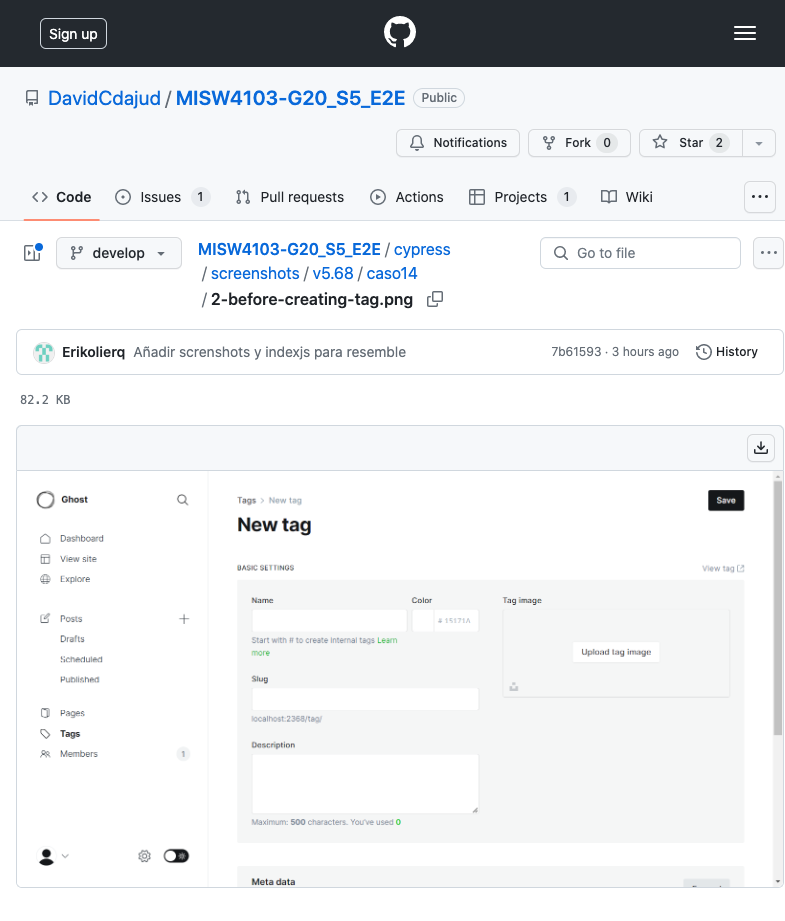 Sign up
DavidCdajud / MISW4103-G20_S5_E2E Public
Notifications Fork 0 Star 2
Code Issues 1 Pull requests Actions Projects 1 Wiki
develop MISW4103-G20_S5_E2E / cypress Go to file
/ screenshots / v5.68 / caso14
/ 2-before-creating-tag.png
Erikolierq Añadir screnshots y indexjs para resemble 7b61593 · 3 hours ago History
82.2 KB
Ghost
Dashboard
View site
Explore
Posts
Drafts
Scheduled
Published
Pages
Tags
Members 1
Tags > New tag Save
New tag
BASIC SETTINGS View tag
Name Color Tag image
# 15171A
Start with # to create internal tags Learn
more
Upload tag image
Slug
localhost:2368/tag/
Description
Maximum: 500 characters. You've used 0
Meta data